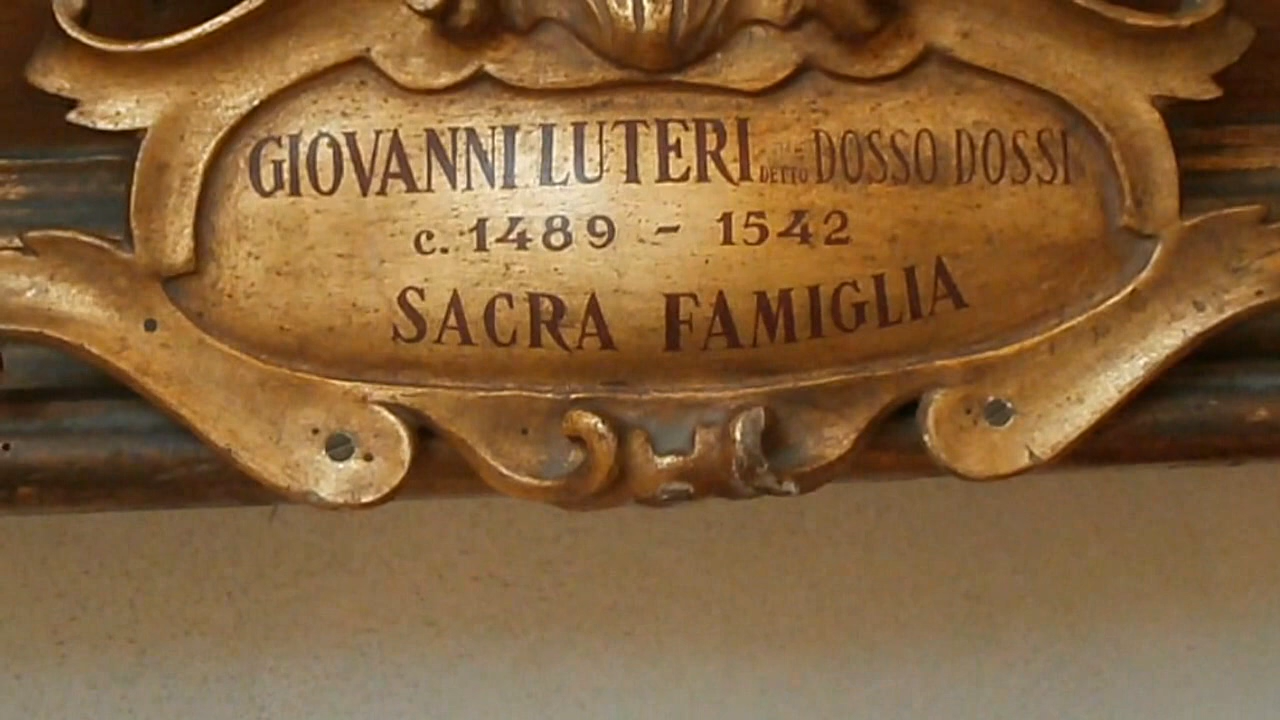 GIOVANNI LUTERI DETTO DOSSO DOSSI
c. 1489 - 1542
SACRA FAMIGLIA